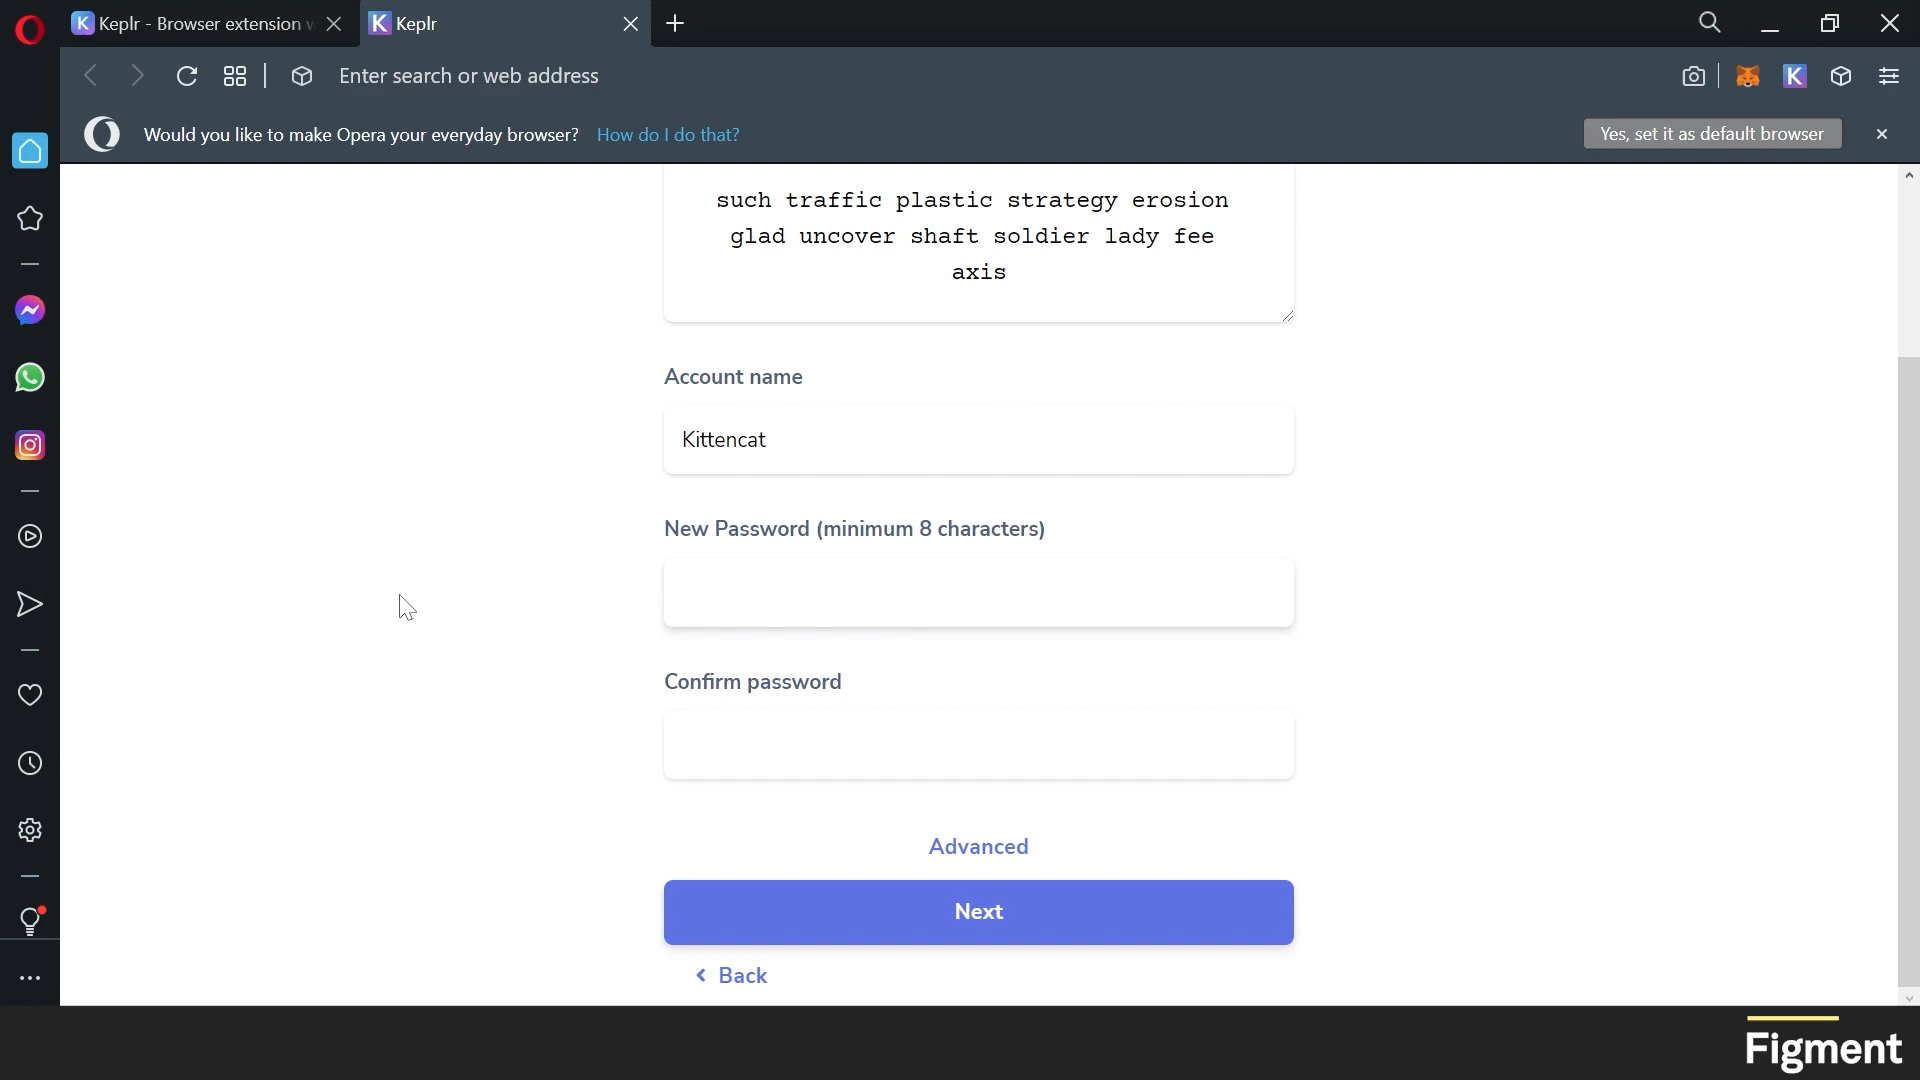 Keplr - Browser extension
Keplr
Enter search or web address
Would you like to make Opera your everyday browser? How do I do that?
Yes, set it as default browser
such traffic plastic strategy erosion
glad uncover shaft soldier lady fee
axis
Account name
Kittencat
New Password (minimum 8 characters)
Confirm password
Advanced
Next
Back
Figment